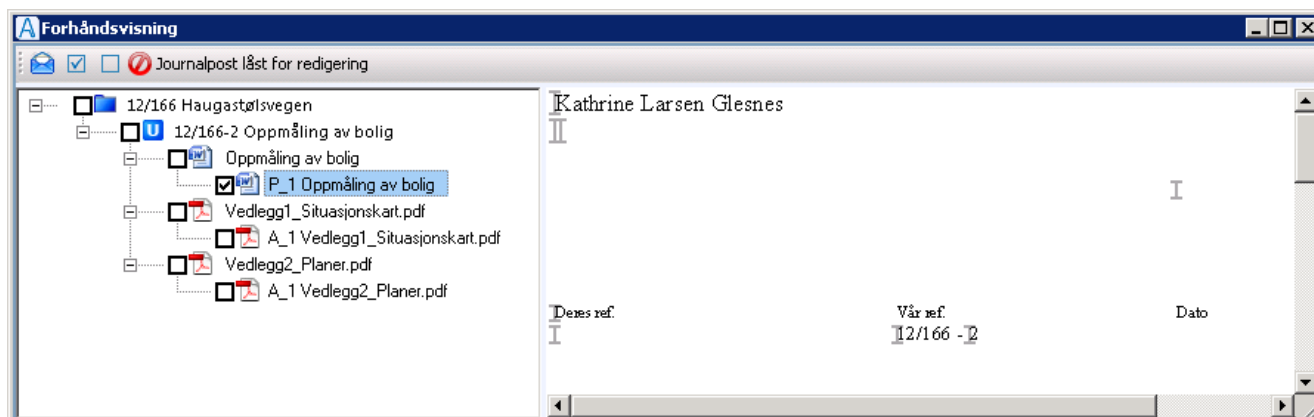 Forhåndsvisning
Journalpost låst for redigering
12/166 Haugastølsvegen
U 12/166-2 Oppmåling av bolig
Oppmåling av bolig
P_1 Oppmåling av bolig
Vedlegg1_Situasjonskart.pdf
A_1 Vedlegg1_Situasjonskart.pdf
Vedlegg2_Planer.pdf
A_1 Vedlegg2_Planer.pdf
Kathrine Larsen Glesnes
Deres ref. Vår ref. Dato
12/166 - 2